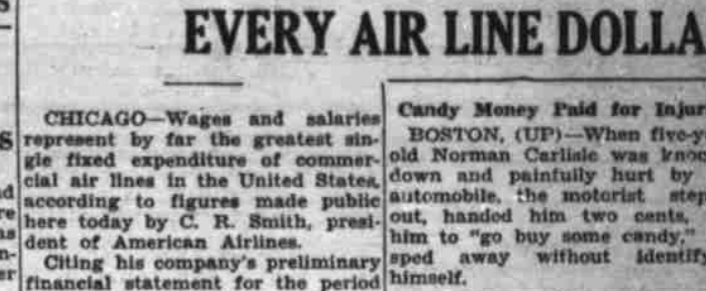 EVERY AIR LINE DOLLA
CHICAGO—Wages and salaries
represent by far the greatest sin-
gle fixed expenditure of commer-
cial air lines in the United States,
according to figures made public
here today by C. R. Smith, presi-
dent of American Airlines.
Citing his company's preliminary
financial statement for the period
Candy Money Paid for Injur
BOSTON, (UP)—When five-y
old Norman Carlisle was knoc
down and painfully hurt by
automobile, the motorist step
out, handed him two cents,
him to "go buy some candy,"
sped away without identify
himself.